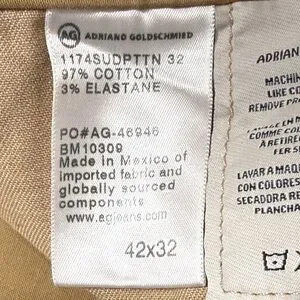 AG ADRIANO GOLDSCHMIED
1174SUDPTTN 32
97% COTTON
3% ELASTANE
PO#AG-46946
BM10309
Made in Mexico of
imported fabric and
globally sourced
components
www.agjeans.com
42x32
ADRIAN
MACHIN
LIKE CO
REMOVE PR
COMME COL
À RETIRE
FER S
LAVAR A MAQU
CON COLORES
SECADORA RE
PLANCHA